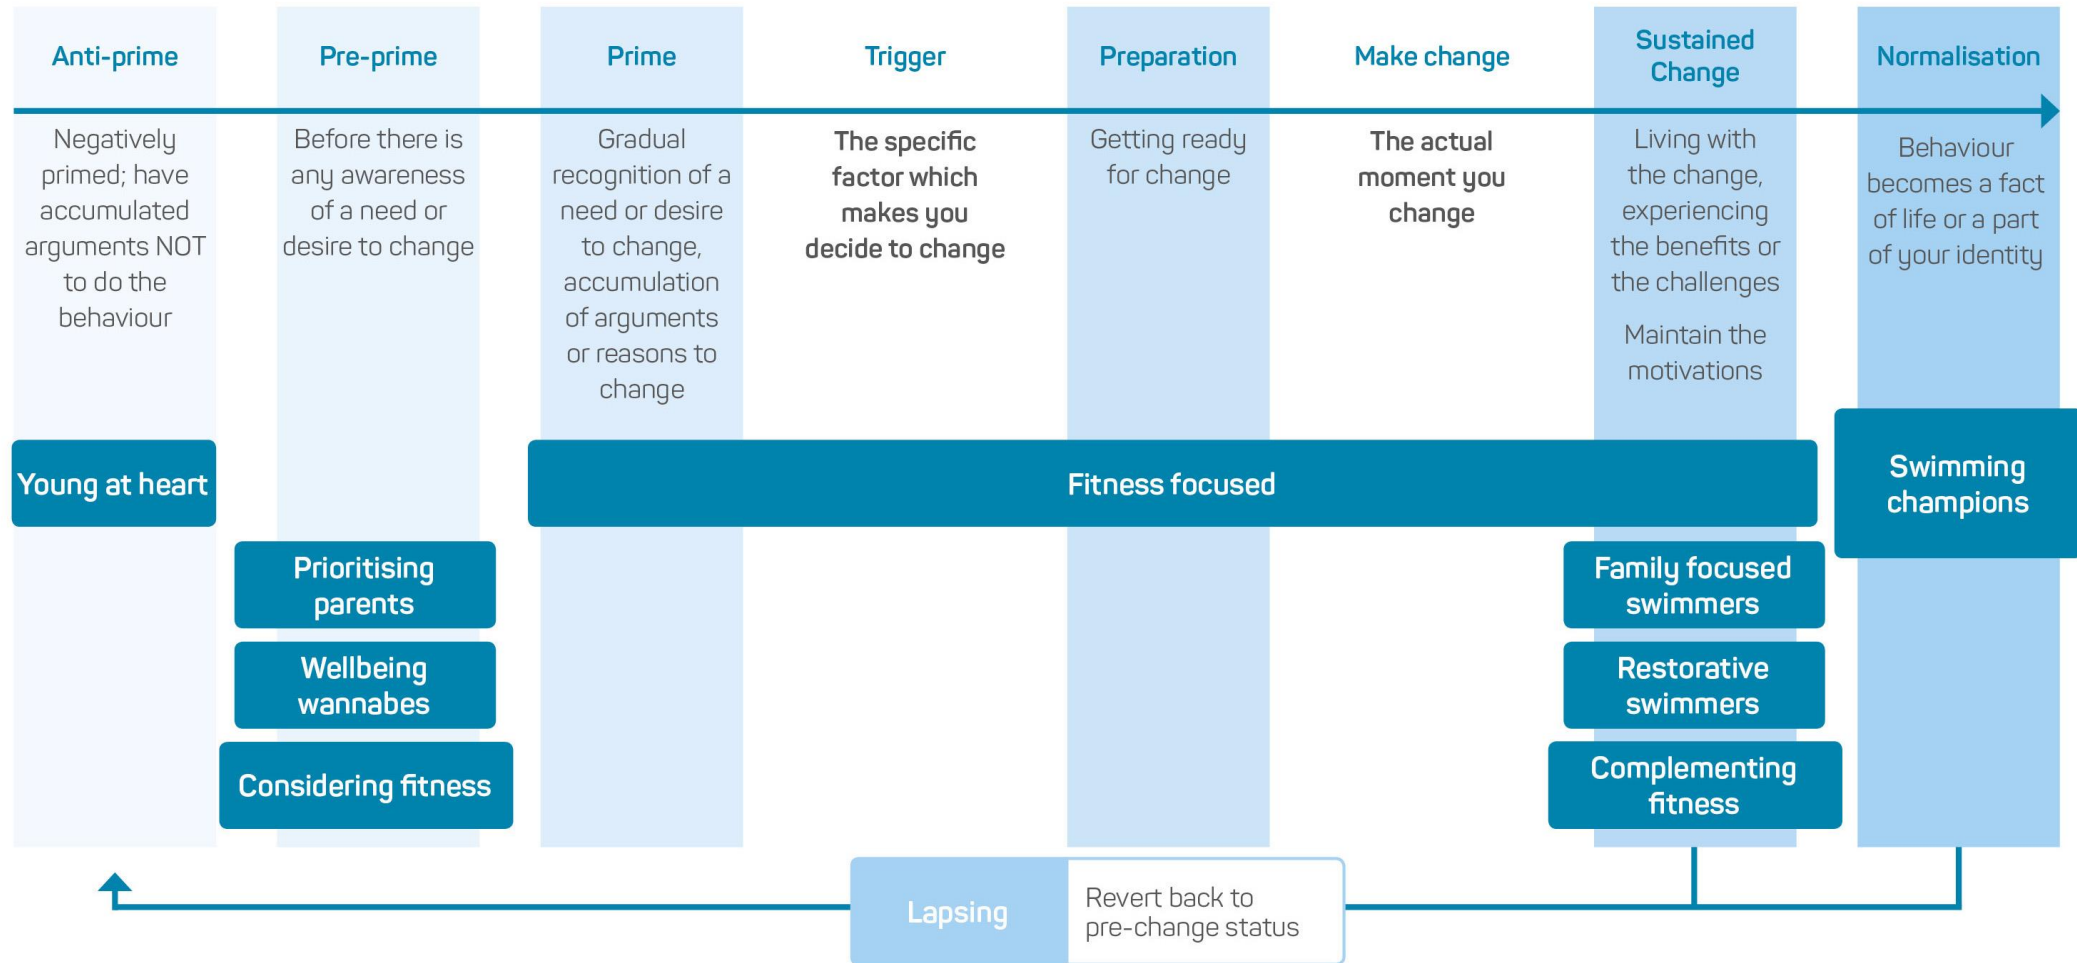 Anti-prime
Pre-prime
Prime
Trigger
Preparation
Make change
Sustained
Change
Normalisation
Negatively
primed; have
accumulated
arguments NOT
to do the
behaviour
Before there is
any awareness
of a need or
desire to change
Gradual
recognition of a
need or desire
to change,
accumulation
of arguments
or reasons to
change
The specific
factor which
makes you
decide to change
Getting ready
for change
The actual
moment you
change
Living with
the change,
experiencing
the benefits or
the challenges
Maintain the
motivations
Behaviour
becomes a fact
of life or a part
of your identity
Young at heart
Fitness focused
Swimming
champions
Prioritising
parents
Family focused
swimmers
Wellbeing
wannabes
Restorative
swimmers
Considering fitness
Complementing
fitness
Lapsing
Revert back to
pre-change status